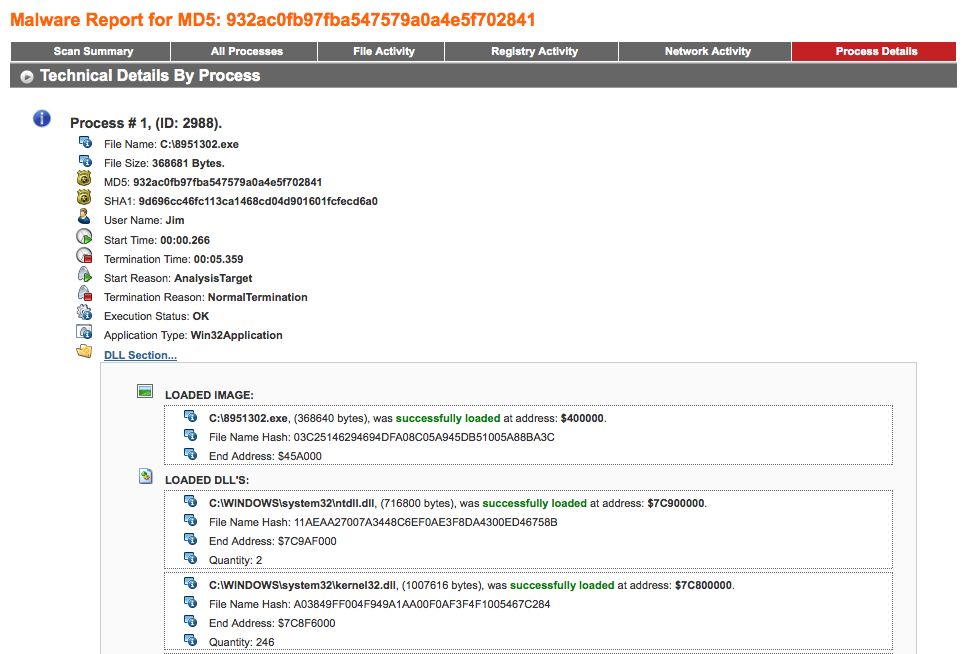 Malware Report for MD5: 932ac0fb97fba547579a0a4e5f702841
Scan Summary All Processes File Activity Registry Activity Network Activity Process Details
Technical Details By Process
Process # 1, (ID: 2988).
File Name: C:\8951302.exe
File Size: 368681 Bytes.
MD5: 932ac0fb97fba547579a0a4e5f702841
SHA1: 9d696cc46fc113ca1468cd04d901601fcfecd6a0
User Name: Jim
Start Time: 00:00.266
Termination Time: 00:05.359
Start Reason: AnalysisTarget
Termination Reason: NormalTermination
Execution Status: OK
Application Type: Win32Application
DLL Section...
LOADED IMAGE:
C:\8951302.exe, (368640 bytes), was successfully loaded at address: $400000.
File Name Hash: 03C25146294694DFA08C05A945DB51005A88BA3C
End Address: $45A000
LOADED DLL'S:
C:\WINDOWS\system32\ntdll.dll, (716800 bytes), was successfully loaded at address: $7C900000.
File Name Hash: 11AEAA27007A3448C6EF0AE3F8DA4300ED46758B
End Address: $7C9AF000
Quantity: 2
C:\WINDOWS\system32\kernel32.dll, (1007616 bytes), was successfully loaded at address: $7C800000.
File Name Hash: A03849FF004F949A1AA00F0AF3F4F1005467C284
End Address: $7C8F6000
Quantity: 246